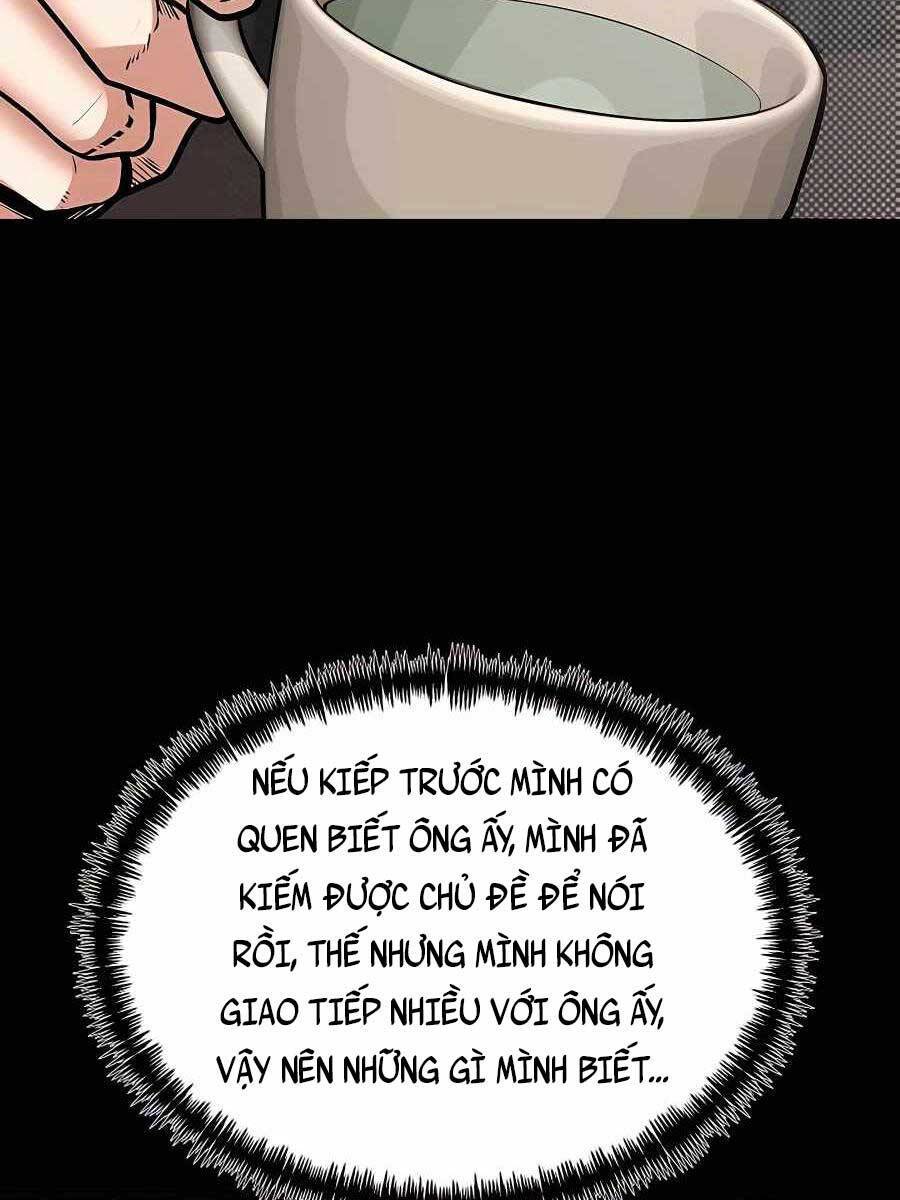 NẾU KIẾP TRƯỚC MÌNH CÓ
QUEN BIẾT ÔNG ẤY, MÌNH ĐÃ
KIẾM ĐƯỢC CHỦ ĐỀ ĐỂ NÓI
RỒI, THẾ NHƯNG MÌNH KHÔNG
GIAO TIẾP NHIỀU VỚI ÔNG ẤY,
VẬY NÊN NHỮNG GÌ MÌNH BIẾT...